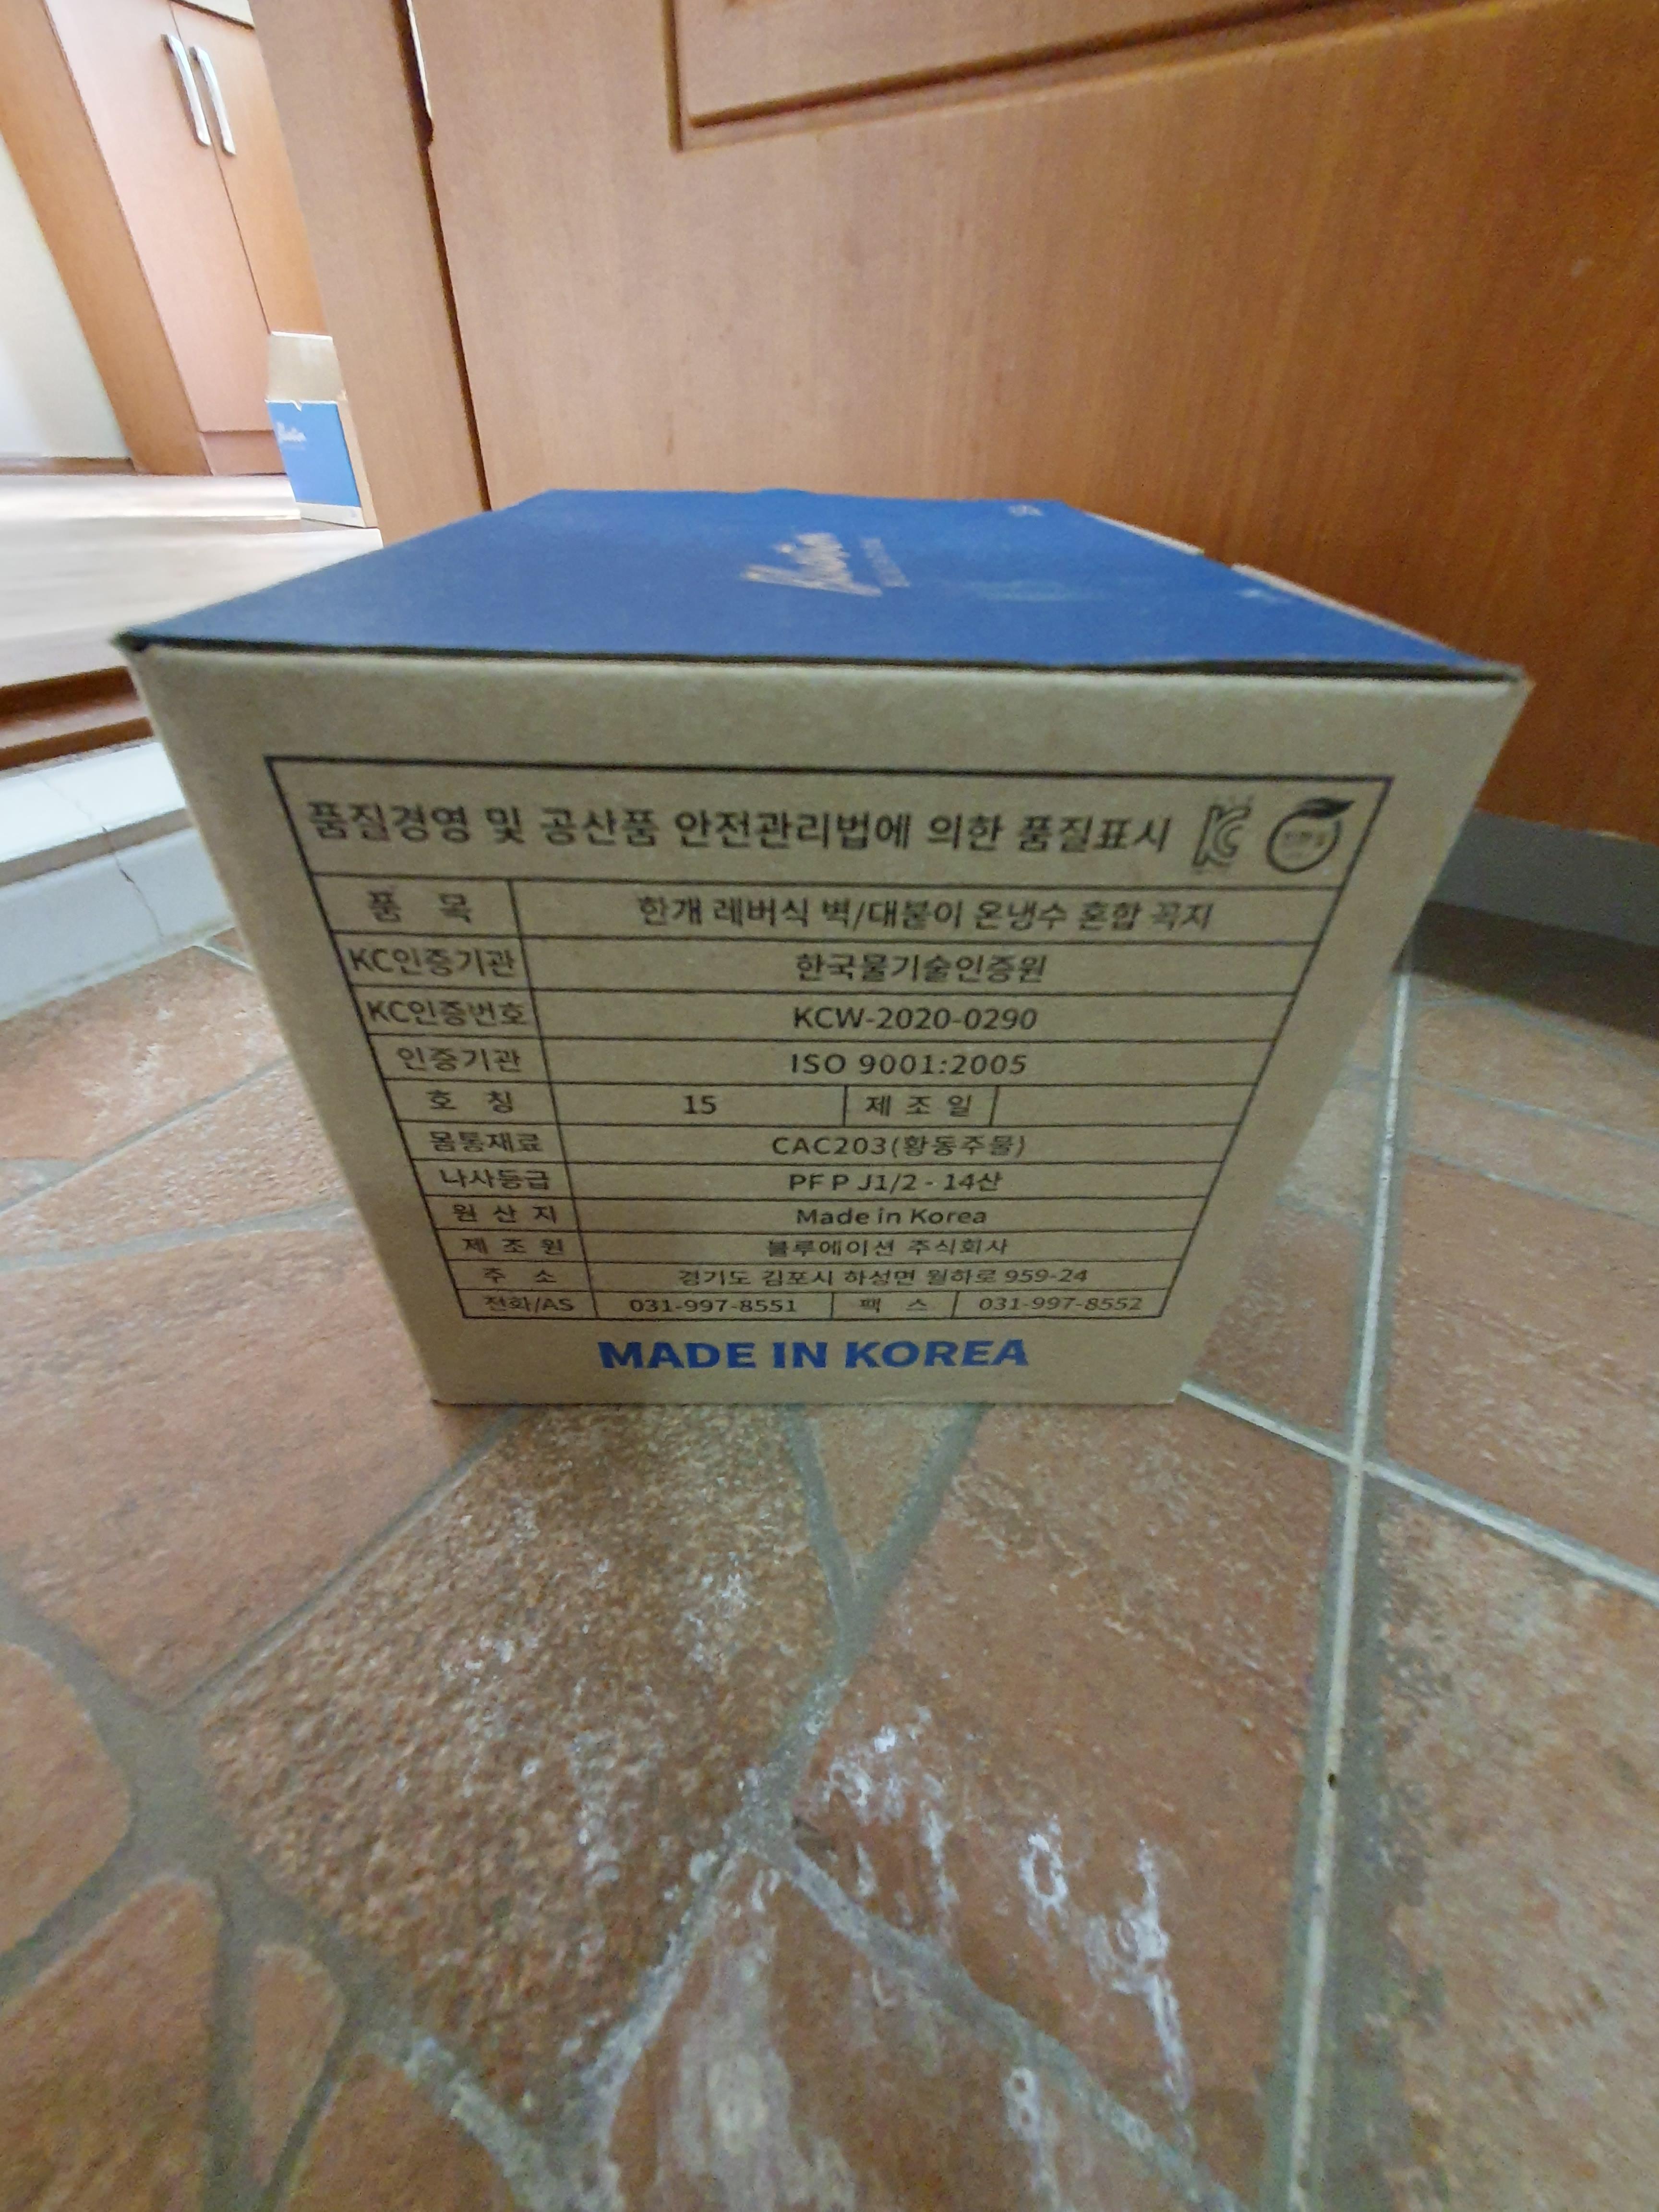 품질경영 및 공산품 안전관리법에 의한 품질표시
품 목 한개 레버식 벽/대붙이 온냉수 혼합 꼭지
KC인증기관 한국물기술인증원
KC인증번호 KCW-2020-0290
인증기관 ISO 9001:2005
호 칭 15 제 조 일
몸통재료 CAC203(황동주물)
나사등급 PF P J1/2 - 14산
원 산 지 Made in Korea
제 조 원 블루에이션 주식회사
주 소 경기도 김포시 하성면 월하로 959-24
전화/AS 031-997-8551 팩 스 031-997-8552
MADE IN KOREA